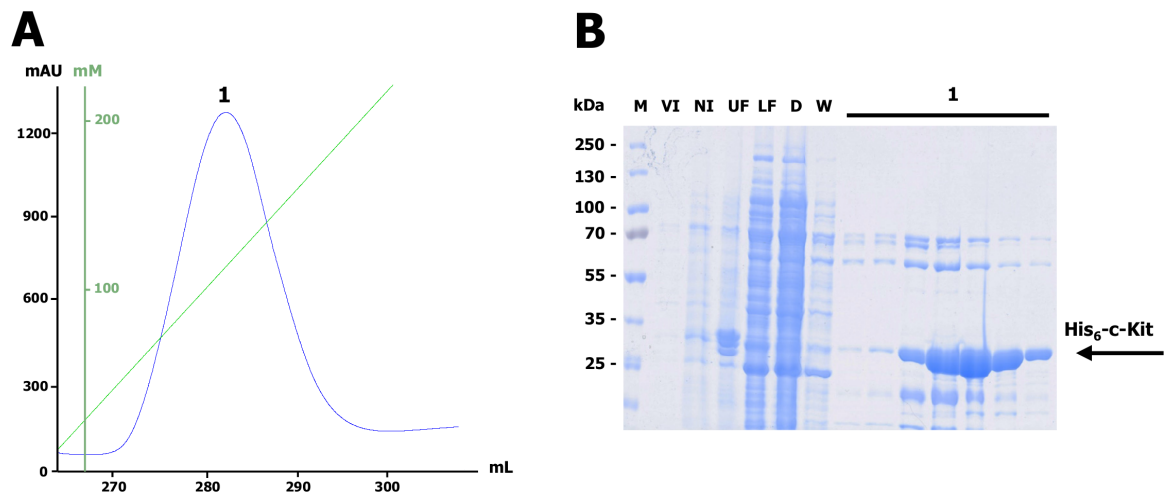 A
mAU mM
1
200
1200
900
100
600
300
0
mL
270 280 290 300
B
1
kDa M VI NI UF LF D W
250 -
130 -
100 -
70 -
55 -
35 -
His6-c-Kit
25 -